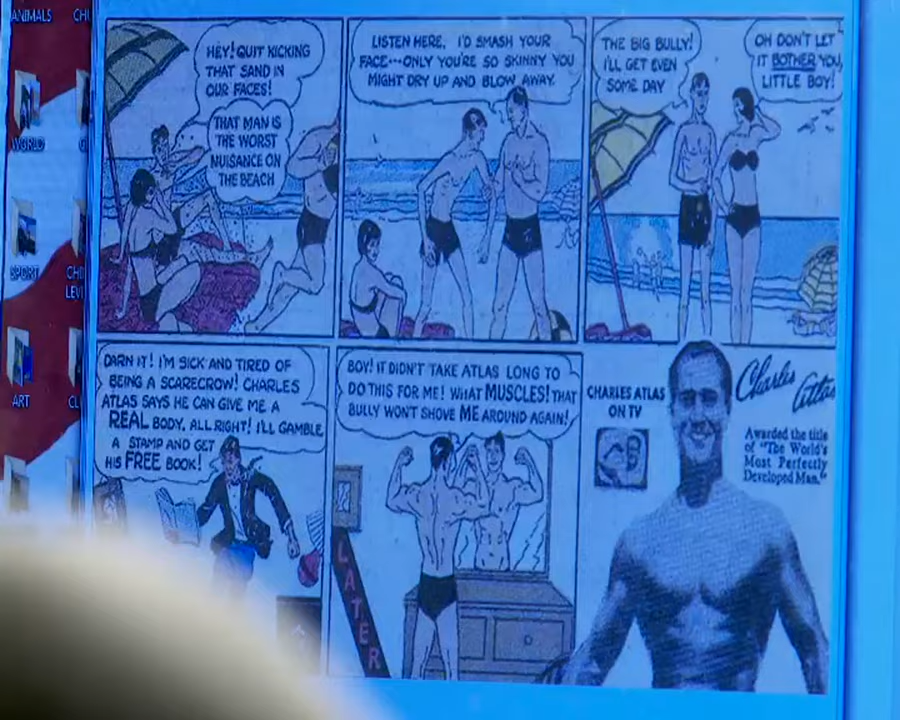 ANIMALS
WORLD
SPORT
ART
HEY! QUIT KICKING
THAT SAND IN
OUR FACES!
THAT MAN IS
THE WORST
NUISANCE ON
THE BEACH
LISTEN HERE, I'D SMASH YOUR
FACE---ONLY YOU'RE SO SKINNY YOU
MIGHT DRY UP AND BLOW AWAY.
THE BIG BULLY!
I'LL GET EVEN
SOME DAY
OH DON'T LET
IT BOTHER YOU,
LITTLE BOY!
DARN IT! I'M SICK AND TIRED OF
BEING A SCARECROW! CHARLES
ATLAS SAYS HE CAN GIVE ME A
REAL BODY. ALL RIGHT! I'LL GAMBLE
A STAMP AND GET
HIS FREE BOOK!
BOY! IT DIDN'T TAKE ATLAS LONG TO
DO THIS FOR ME! WHAT MUSCLES! THAT
BULLY WON'T SHOVE ME AROUND AGAIN!
LATER
CHARLES ATLAS
ON TV
Charles Atlas
Awarded the title
of "The World's
Most Perfectly
Developed Man."